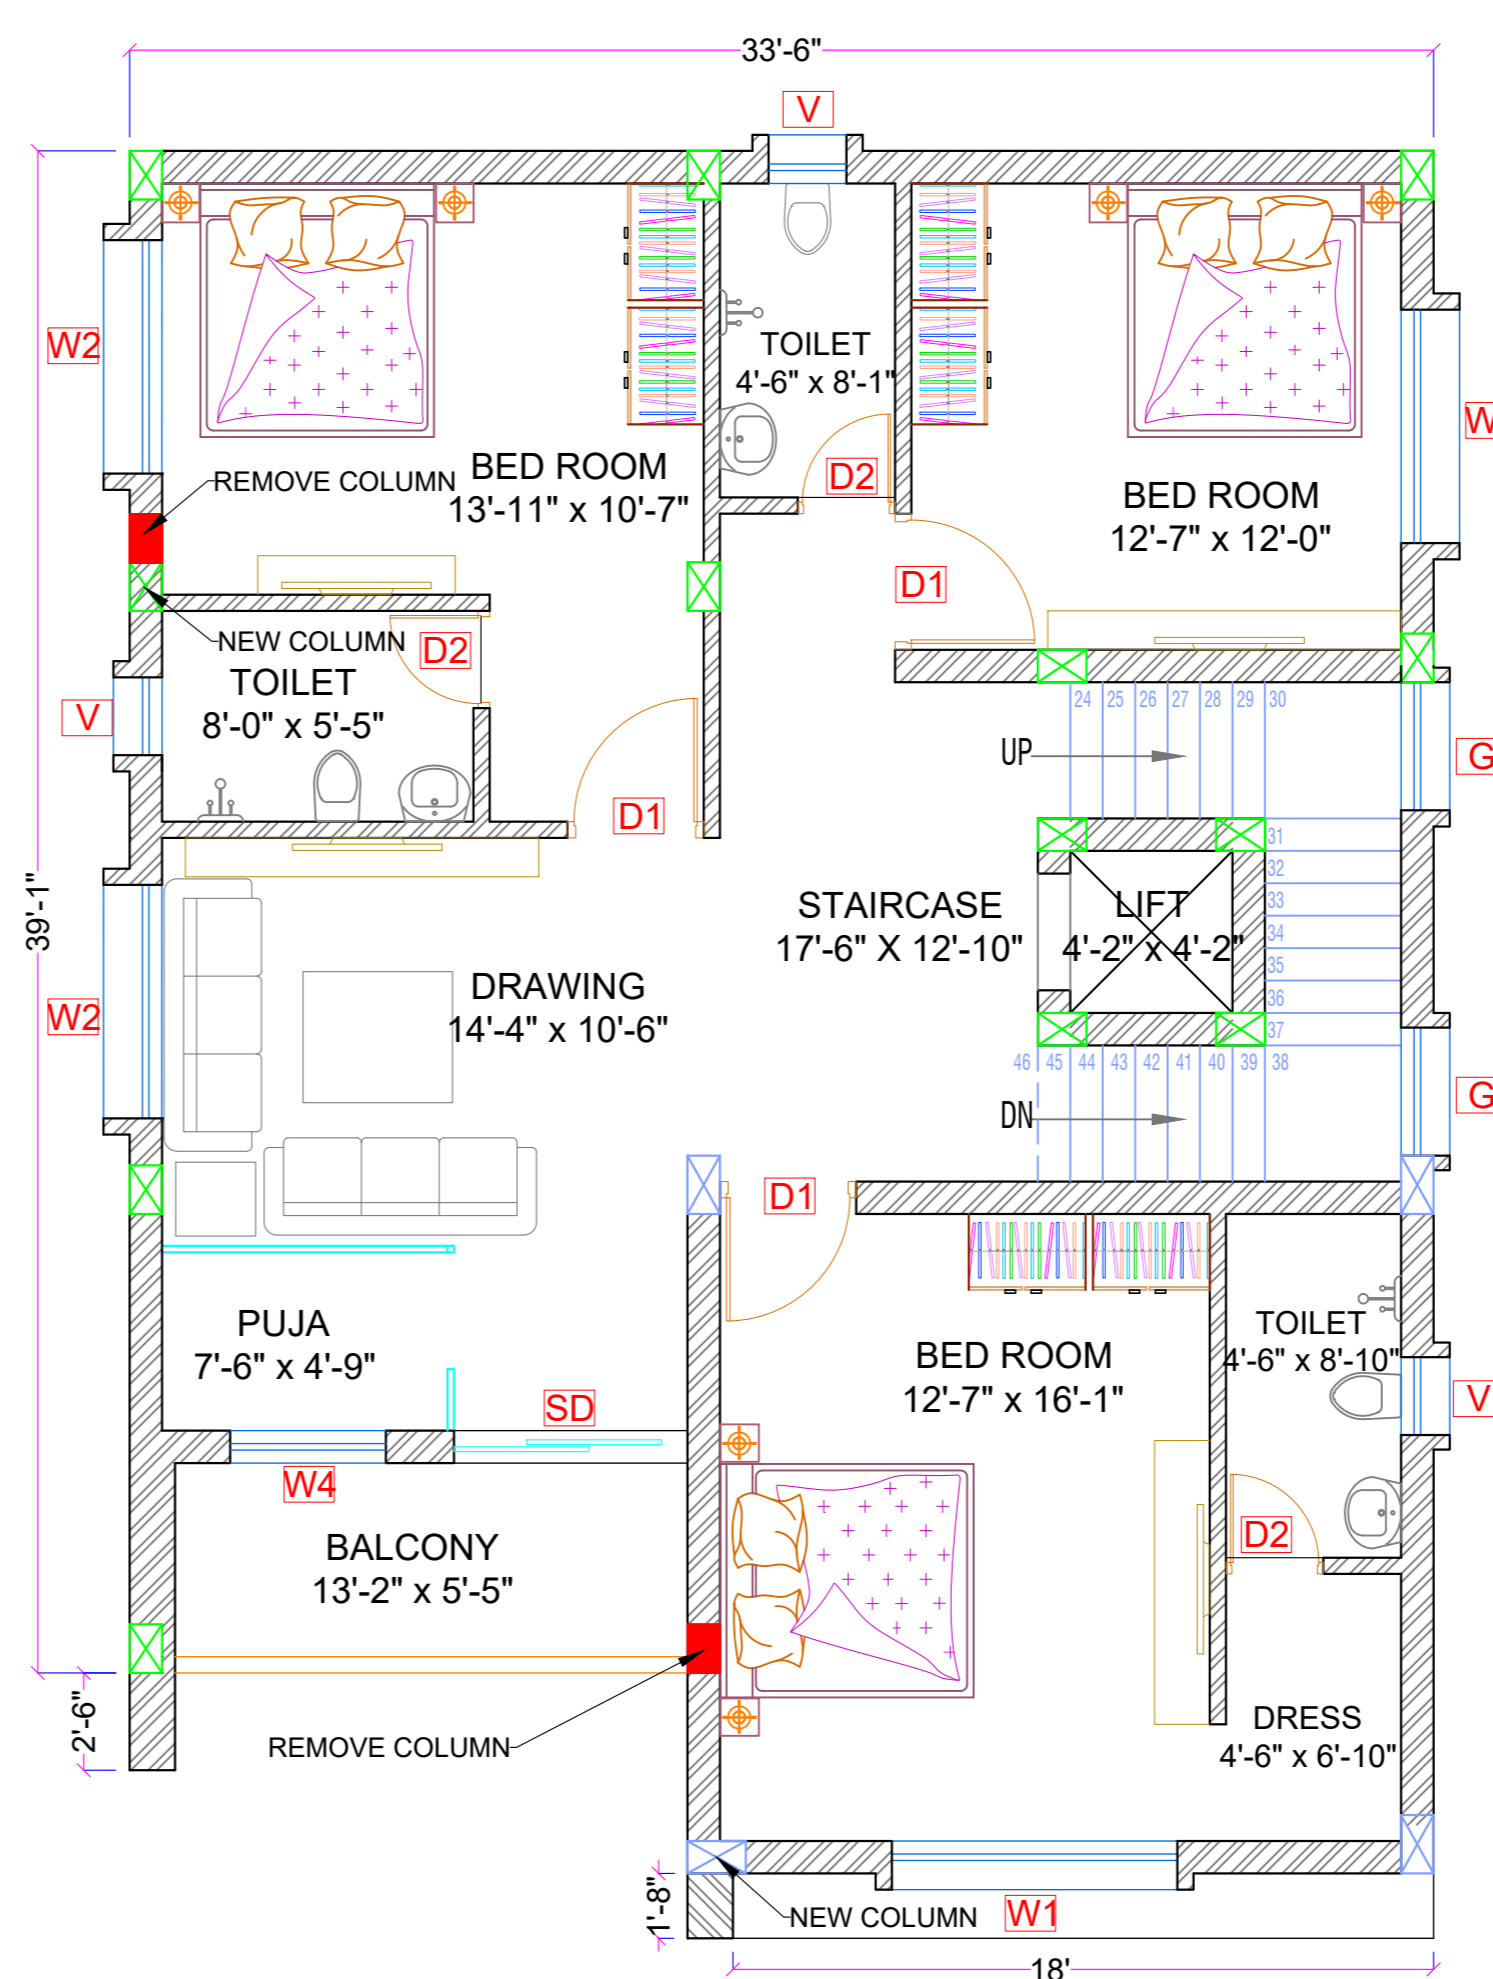 33'-6"
V
W2
TOILET
4'-6" x 8'-1"
W
BED ROOM
13'-11" x 10'-7"
REMOVE COLUMN
D2
BED ROOM
12'-7" x 12'-0"
D1
NEW COLUMN
D2
TOILET
8'-0" x 5'-5"
V
24 25 26 27 28 29 30
UP
G
D1
31
32
33
34
35
36
37
39'-1"
STAIRCASE
17'-6" X 12'-10"
LIFT
4'-2" x 4'-2"
DRAWING
14'-4" x 10'-6"
W2
46 45 44 43 42 41 40 39 38
DN
G
D1
PUJA
7'-6" x 4'-9"
BED ROOM
12'-7" x 16'-1"
TOILET
4'-6" x 8'-10"
V
SD
W4
D2
BALCONY
13'-2" x 5'-5"
2'-6"
REMOVE COLUMN
DRESS
4'-6" x 6'-10"
1'-8"
NEW COLUMN
W1
18'